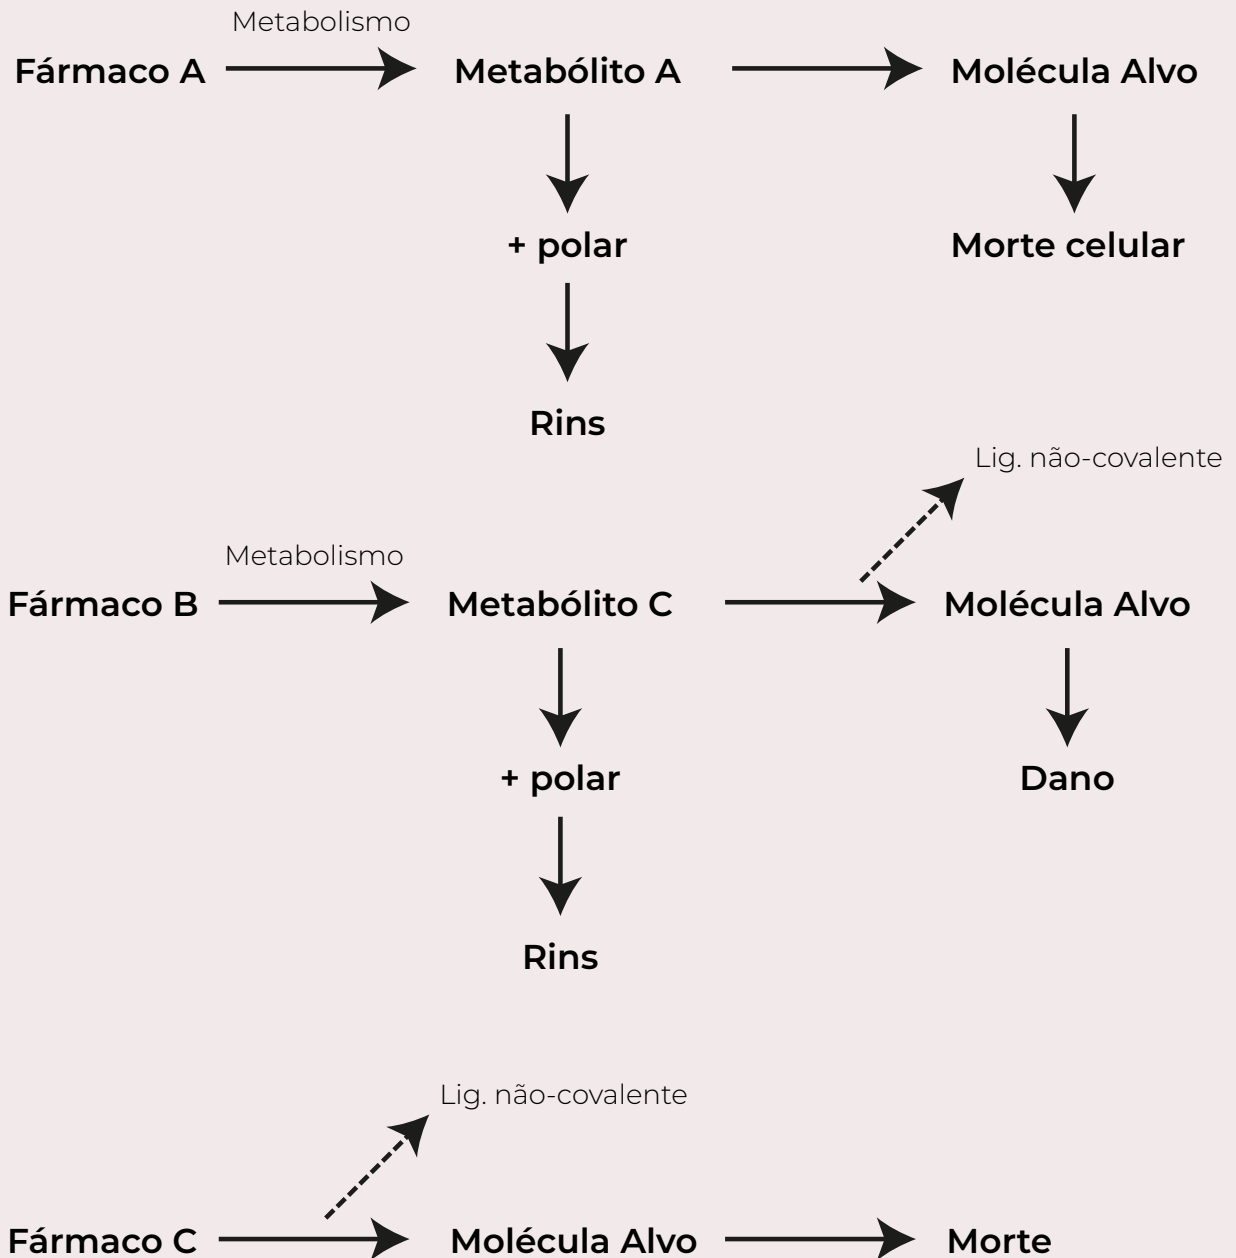 Metabolismo
Fármaco A Metabólito A Molécula Alvo
+ polar Morte celular
Rins
Lig. não-covalente
Metabolismo
Fármaco B Metabólito C Molécula Alvo
+ polar Dano
Rins
Lig. não-covalente
Fármaco C Molécula Alvo Morte